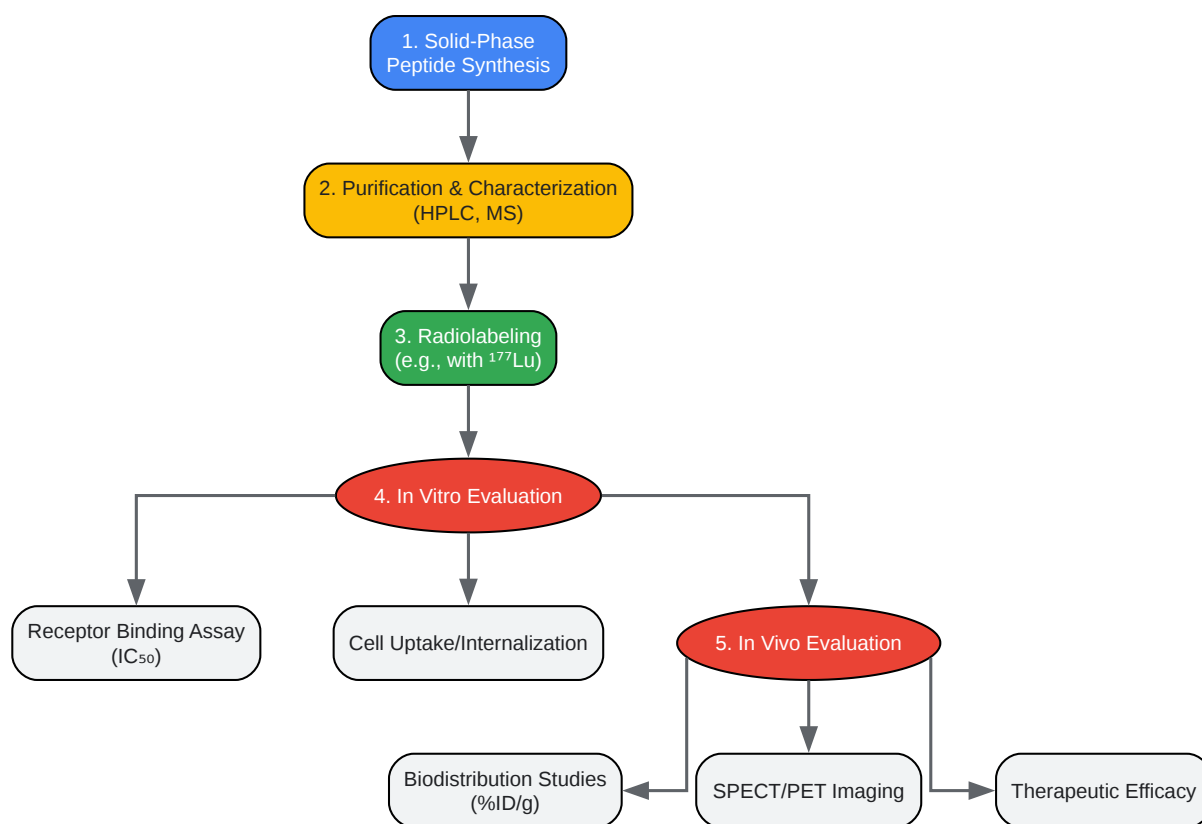 1. Solid-Phase
Peptide Synthesis
2. Purification & Characterization
(HPLC, MS)
3. Radiolabeling
(e.g., with ¹⁷⁷Lu)
4. In Vitro Evaluation
Receptor Binding Assay
(IC₅₀)
Cell Uptake/Internalization
5. In Vivo Evaluation
Biodistribution Studies
(%ID/g)
SPECT/PET Imaging
Therapeutic Efficacy